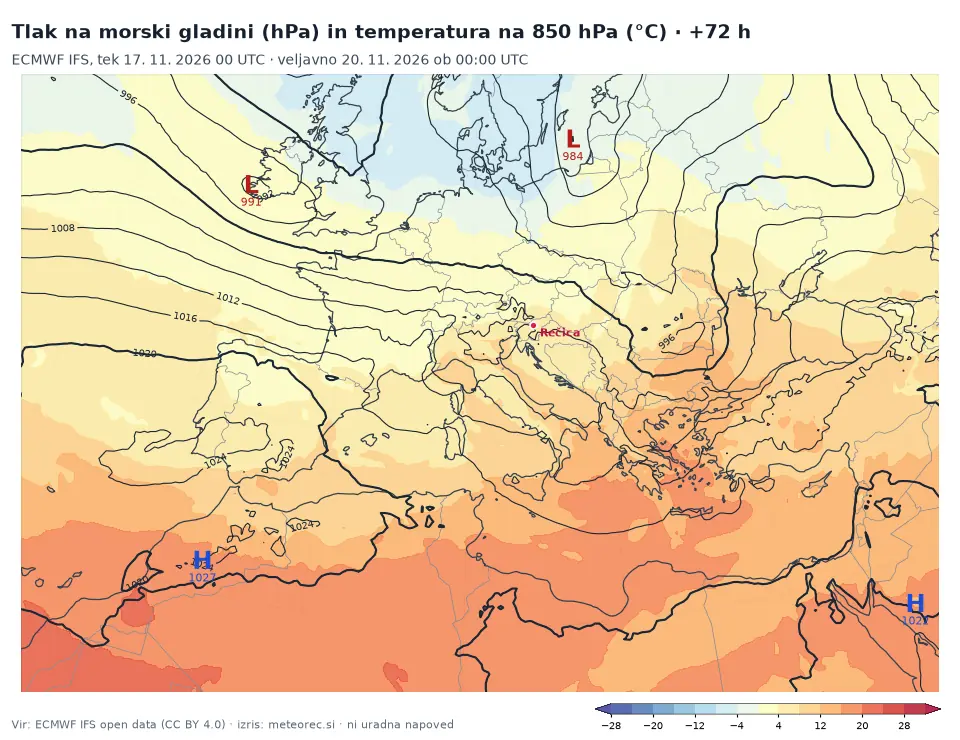 Tlak na morski gladini (hPa) in temperatura na 850 hPa (°C) · +72 h
ECMWF IFS, tek 17. 11. 2026 00 UTC · veljavno 20. 11. 2026 ob 00:00 UTC
996
L
984
L
991
992
1008
1012
1016
Rečica
996
1020
1024
1024
1024
H
1027
1020
H
1022
Vir: ECMWF IFS open data (CC BY 4.0) · izris: meteorec.si · ni uradna napoved
−28 −20 −12 −4 4 12 20 28